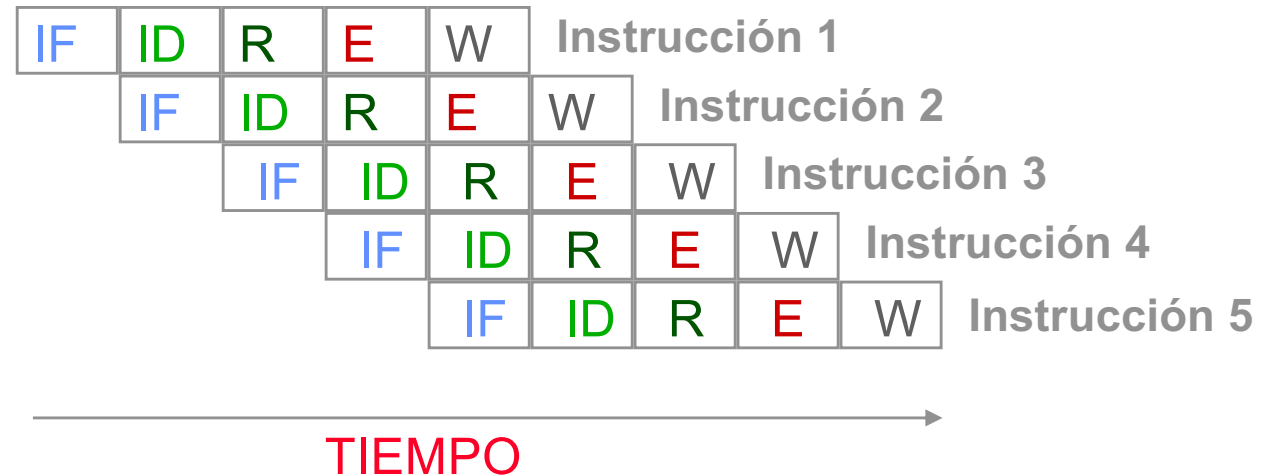 IF ID R E W Instrucción 1
IF ID R E W Instrucción 2
IF ID R E W Instrucción 3
IF ID R E W Instrucción 4
IF ID R E W Instrucción 5
TIEMPO